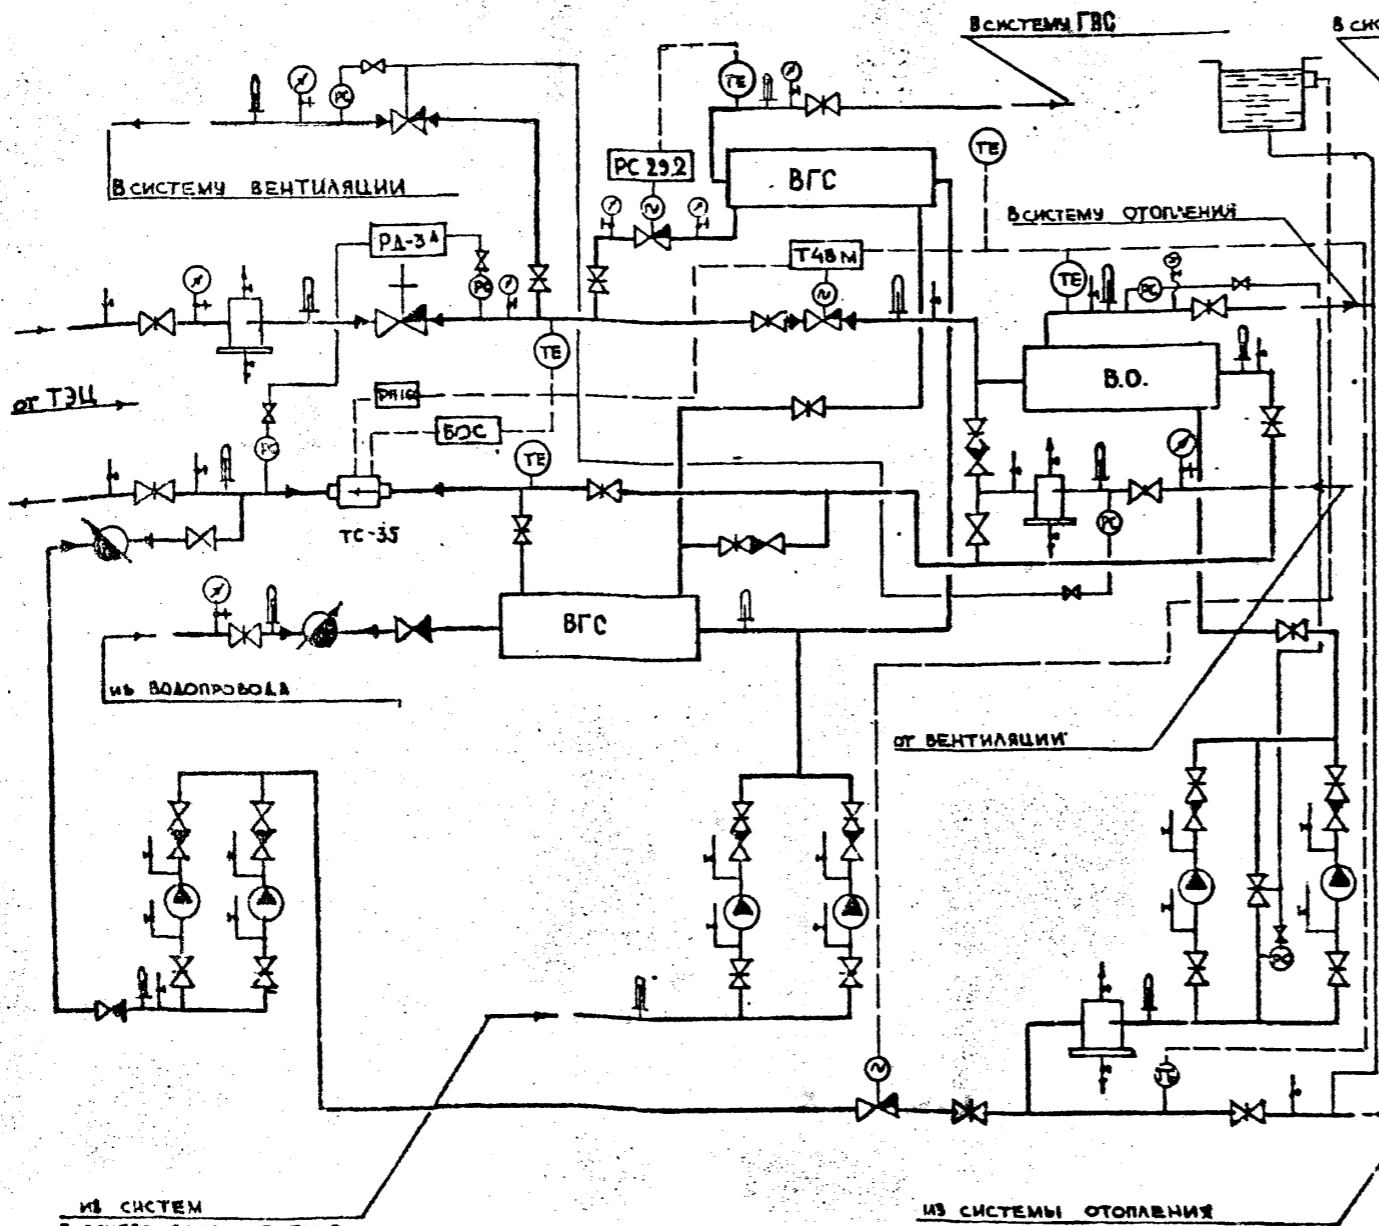 В СИСТЕМУ ГВС
В СИС
ТЕ
РС
РС 29.2
ВГС
ТЕ
В СИСТЕМУ ВЕНТИЛЯЦИИ
В СИСТЕМУ ОТОПЛЕНИЯ
РД-3А
Т48М
ТЕ
РС
РС
ТЕ
В.О.
от ТЭЦ
БОС
РС
ТЕ
ТС-35
РС
ВГС
ИЗ ВОДОПРОВОДА
ОТ ВЕНТИЛЯЦИИ
ТЕ
ИЗ СИСТЕМ
ИЗ СИСТЕМЫ ОТОПЛЕНИЯ